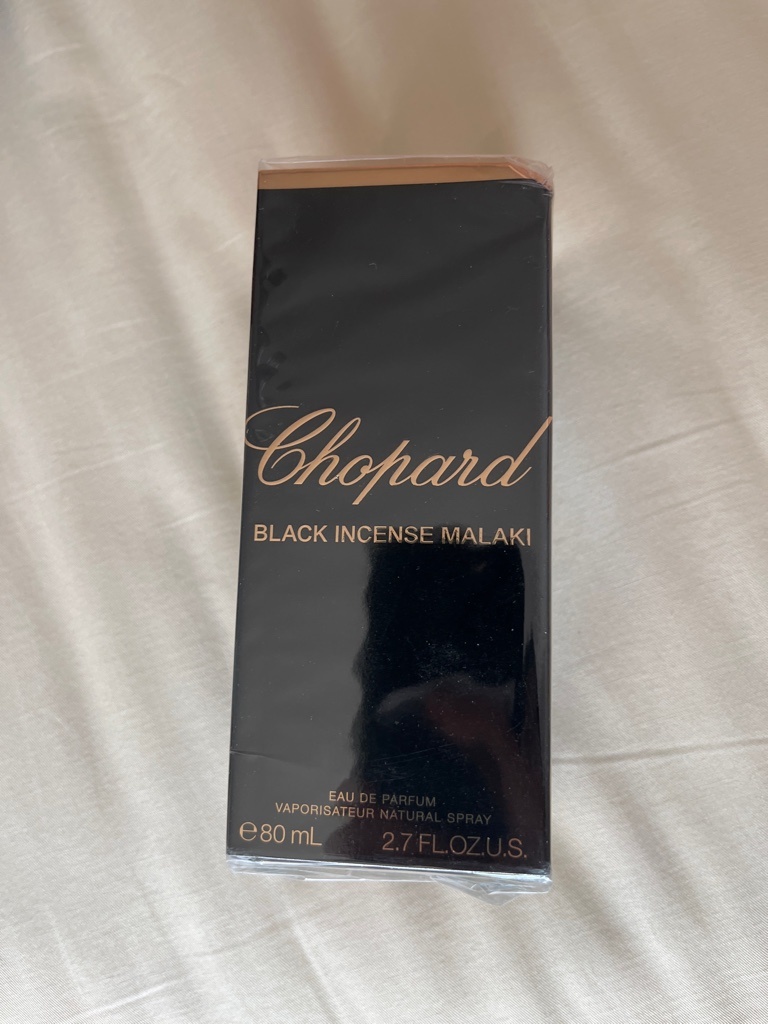 Chopard
BLACK INCENSE MALAKI
EAU DE PARFUM
VAPORISATEUR NATURAL SPRAY
℮80 mL 2.7 FL.OZ.U.S.